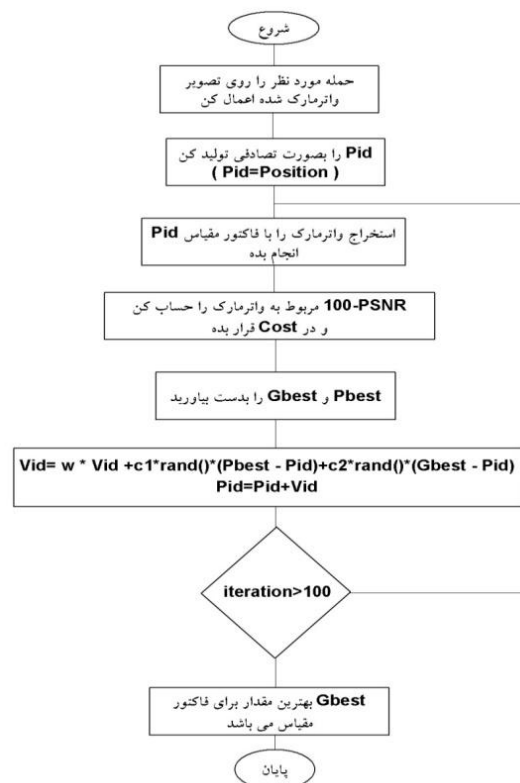 شروع
حمله مورد نظر را روی تصویر
واترمارک شده اعمال کن
Pid را بصورت تصادفی تولید کن
( Pid=Position )
استخراج واترمارک را با فاکتور مقیاس Pid
انجام بده
100-PSNR مربوط به واترمارک را حساب کن
و در Cost قرار بده
Pbest و Gbest را بدست بیاورید
Vid= w * Vid +c1*rand()*(Pbest - Pid)+c2*rand()*(Gbest - Pid)
Pid=Pid+Vid
iteration>100
Gbest بهترین مقدار برای فاکتور
مقیاس می باشد
پایان